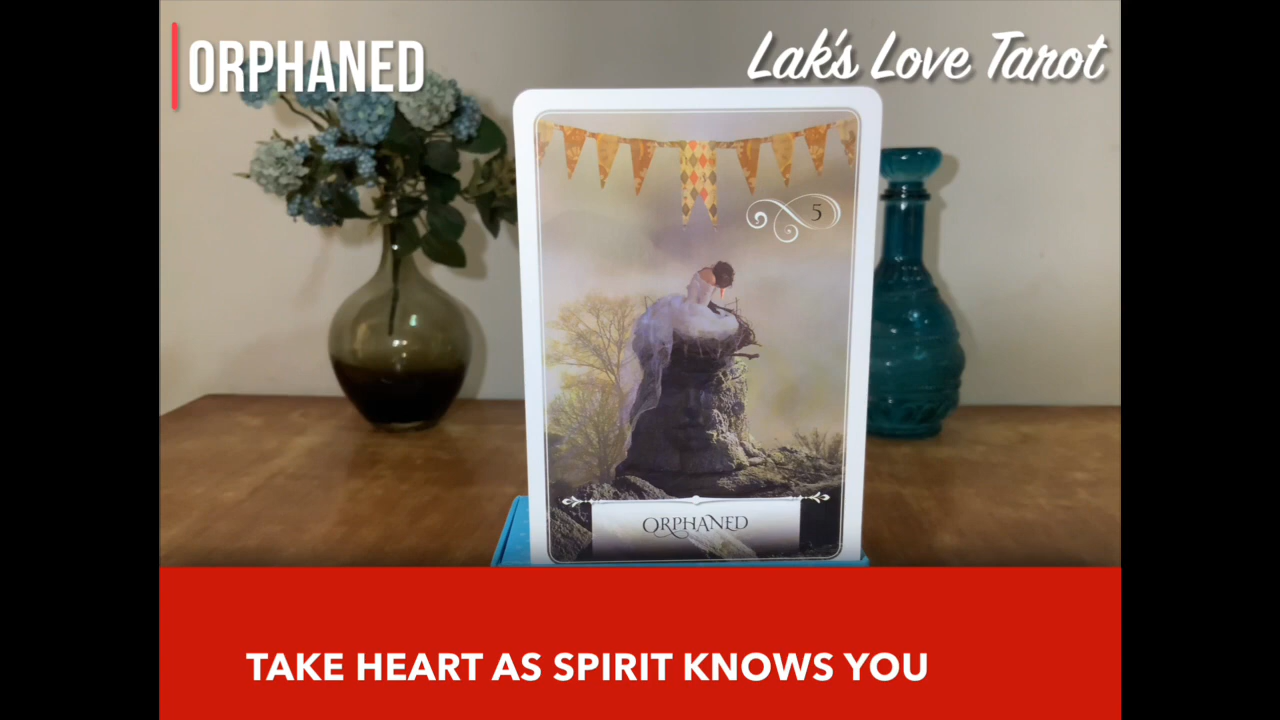 ORPHANED
Lak's Love Tarot
5
ORPHANED
TAKE HEART AS SPIRIT KNOWS YOU